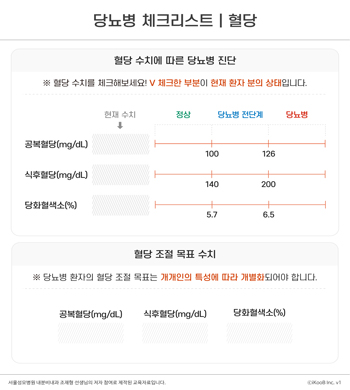 당뇨병 체크리스트 | 혈당
혈당 수치에 따른 당뇨병 진단
※ 혈당 수치를 체크해보세요! V 체크한 부분이 현재 환자 분의 상태입니다.
현재 수치 정상 당뇨병 전단계 당뇨병
공복혈당(mg/dL)
100 126
식후혈당(mg/dL)
140 200
당화혈색소(%)
5.7 6.5
혈당 조절 목표 수치
※ 당뇨병 환자의 혈당 조절 목표는 개개인의 특성에 따라 개별화되어야 합니다.
공복혈당(mg/dL) 식후혈당(mg/dL) 당화혈색소(%)
서울성모병원 내분비내과 조재형 선생님의 저자 참여로 제작된 교육자료입니다. ⓒiKooB Inc. v1